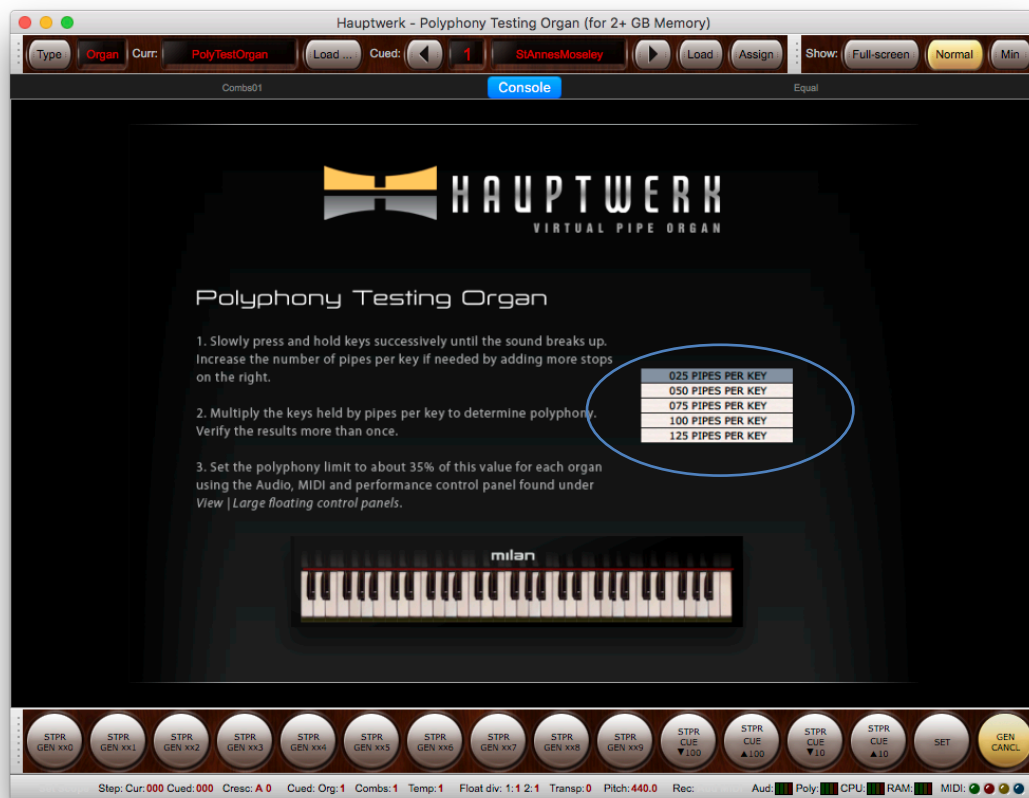 Hauptwerk - Polyphony Testing Organ (for 2+ GB Memory)
Type Organ Curr: PolyTestOrgan Load ... Cued: 1 StAnnesMoseley Load Assign Show: Full-screen Normal Min
Combs01 Console Equal
HAUPTWERK
VIRTUAL PIPE ORGAN
Polyphony Testing Organ
1. Slowly press and hold keys successively until the sound breaks up.
Increase the number of pipes per key if needed by adding more stops
on the right.
2. Multiply the keys held by pipes per key to determine polyphony.
Verify the results more than once.
3. Set the polyphony limit to about 35% of this value for each organ
using the Audio, MIDI and performance control panel found under
View | Large floating control panels.
025 PIPES PER KEY
050 PIPES PER KEY
075 PIPES PER KEY
100 PIPES PER KEY
125 PIPES PER KEY
milan
STPR
GEN xx0
STPR
GEN xx1
STPR
GEN xx2
STPR
GEN xx3
STPR
GEN xx4
STPR
GEN xx5
STPR
GEN xx6
STPR
GEN xx7
STPR
GEN xx8
STPR
GEN xx9
STPR
CUE
▼100
STPR
CUE
▲100
STPR
CUE
▼10
STPR
CUE
▲10
SET
GEN
CANCL
Step: Cur: 000 Cued: 000 Cresc: A 0 Cued: Org: 1 Combs: 1 Temp: 1 Float div: 1: 1 2: 1 Transp: 0 Pitch: 440.0 Rec: Aud: Poly: CPU: RAM: MIDI: